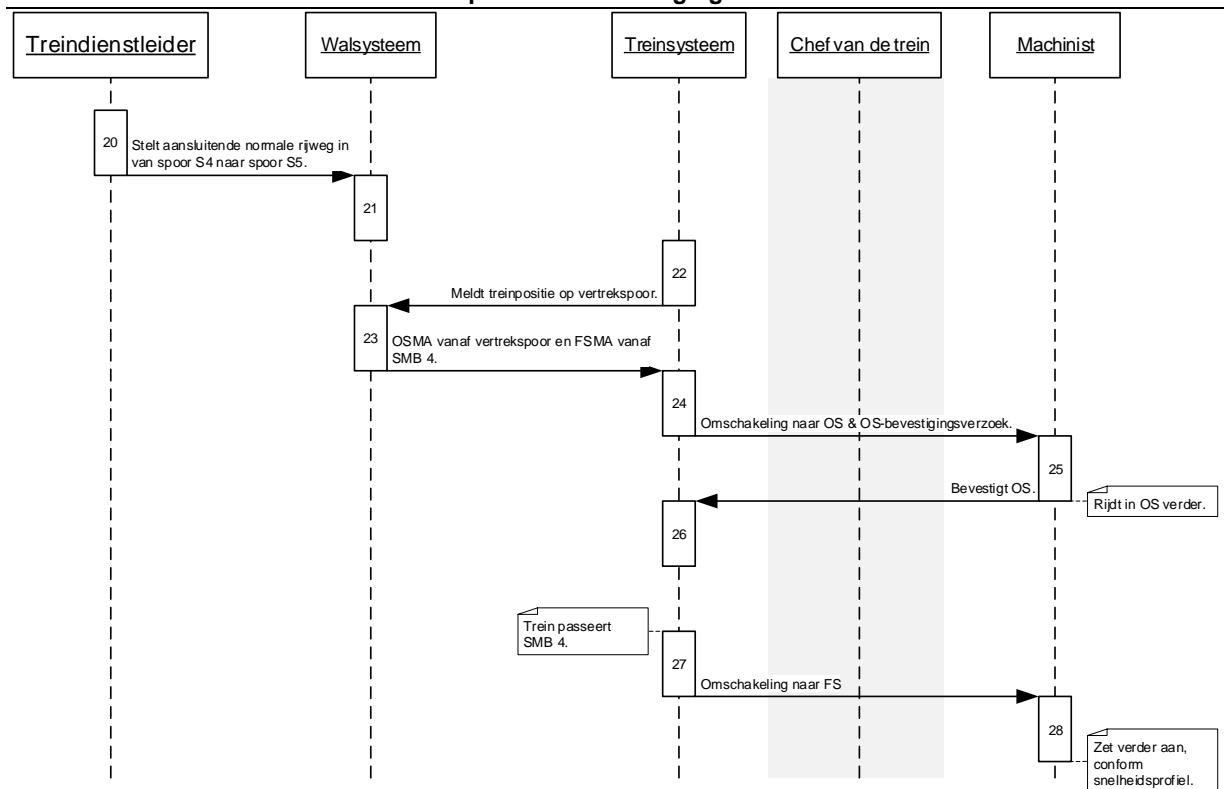 Treindienstleider
Walsysteem
Treinsysteem
Chef van de trein
Machinist
20
Stelt aansluitende normale rijweg in
van spoor S4 naar spoor S5.
21
22
Meldt treinpositie op vertrekspoor.
23
OSMA vanaf vertrekspoor en FSMA vanaf
SMB 4.
24
Omschakeling naar OS & OS-bevestigingsverzoek.
25
Bevestigt OS.
Rijdt in OS verder.
26
Trein passeert
SMB 4.
27
Omschakeling naar FS
28
Zet verder aan,
conform
snelheidsprofiel.